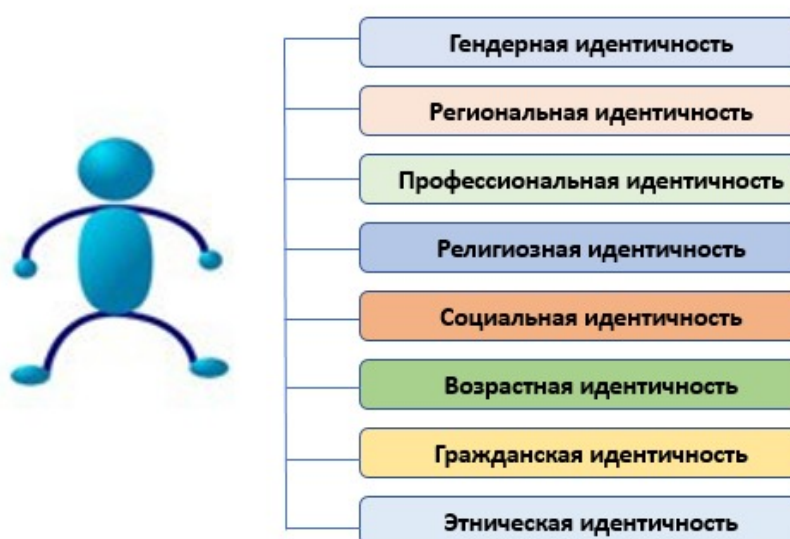 Гендерная идентичность
Региональная идентичность
Профессиональная идентичность
Религиозная идентичность
Социальная идентичность
Возрастная идентичность
Гражданская идентичность
Этническая идентичность